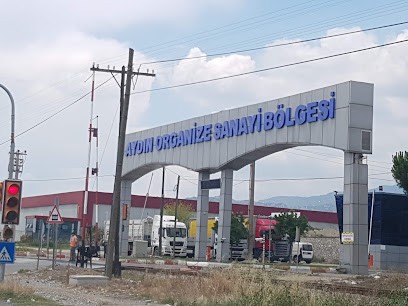 AYDIN ORGANİZE SANAYİ BÖLGESİ